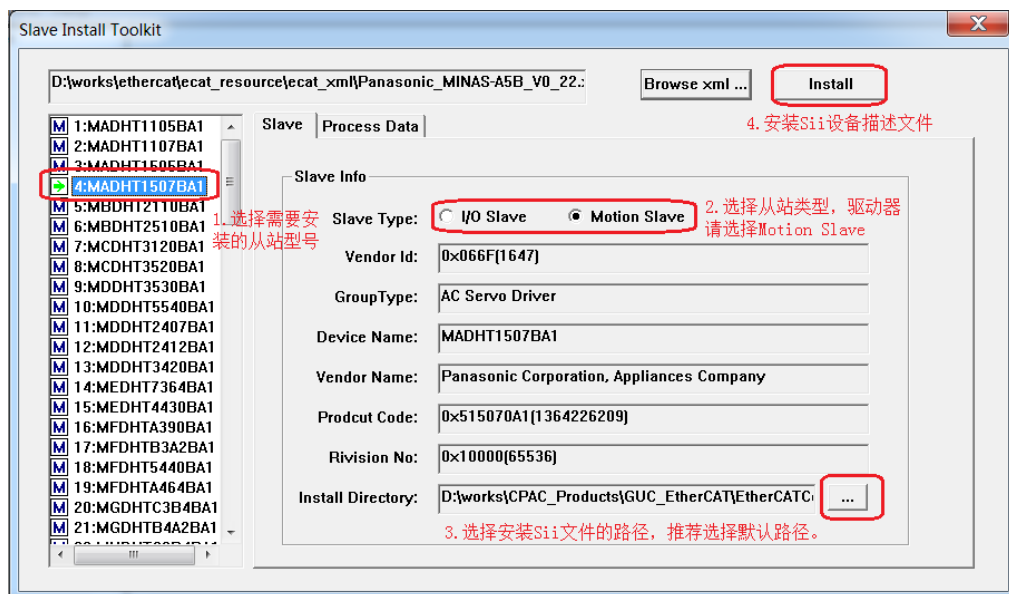 Slave Install Toolkit
D:\works\ethercat\ecat_resource\ecat_xml\Panasonic_MINAS-A5B_V0_22.:
Browse xml ...
Install
4.安装Sii设备描述文件
Slave
Process Data
M 1:MADHT1105BA1
M 2:MADHT1107BA1
M 3:MADHT1505BA1
4:MADHT1507BA1
M 5:MBDHT2110BA1
M 6:MBDHT2510BA1
M 7:MCDHT3120BA1
M 8:MCDHT3520BA1
M 9:MDDHT3530BA1
M 10:MDDHT5540BA1
M 11:MDDHT2407BA1
M 12:MDDHT2412BA1
M 13:MDDHT3420BA1
M 14:MEDHT7364BA1
M 15:MEDHT4430BA1
M 16:MFDHTA390BA1
M 17:MFDHTB3A2BA1
M 18:MFDHT5440BA1
M 19:MFDHTA464BA1
M 20:MGDHTC3B4BA1
M 21:MGDHTB4A2BA1
1.选择需要安
装的从站型号
Slave Info
Slave Type:
I/O Slave
Motion Slave
2.选择从站类型，驱动器
请选择Motion Slave
Vendor Id:
0x066F(1647)
GroupType:
AC Servo Driver
Device Name:
MADHT1507BA1
Vendor Name:
Panasonic Corporation, Appliances Company
Prodcut Code:
0x515070A1(1364226209)
Rivision No:
0x10000(65536)
Install Directory:
D:\works\CPAC_Products\GUC_EtherCAT\EtherCATC
...
3.选择安装Sii文件的路径，推荐选择默认路径。